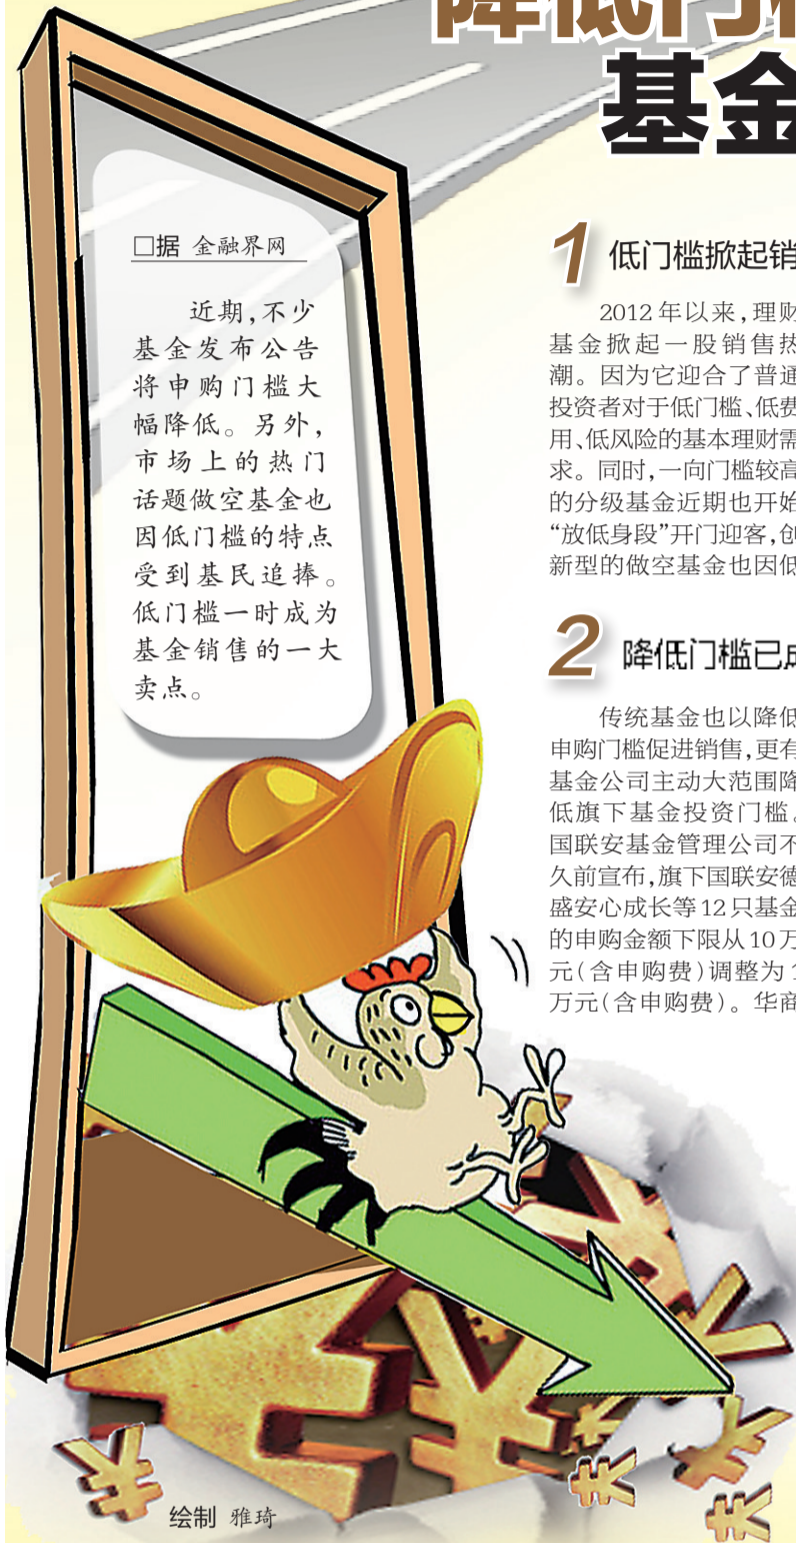 降低门槛
基金
□据 金融界网
近期,不少
基金发布公告
将申购门槛大
幅降低。另外,
市场上的热门
话题做空基金也
因低门槛的特点
受到基民追捧。
低门槛一时成为
基金销售的一大
卖点。
1 低门槛掀起销
2012年以来,理财
基金掀起一股销售热
潮。因为它迎合了普通
投资者对于低门槛、低费
用、低风险的基本理财需
求。同时,一向门槛较高
的分级基金近期也开始
“放低身段”开门迎客,创
新型的做空基金也因低
2 降低门槛已成
传统基金也以降低
申购门槛促进销售,更有
基金公司主动大范围降
低旗下基金投资门槛。
国联安基金管理公司不
久前宣布,旗下国联安德
盛安心成长等12只基金
的申购金额下限从10万
元(含申购费)调整为1
万元(含申购费)。华商
绘制 雅琦